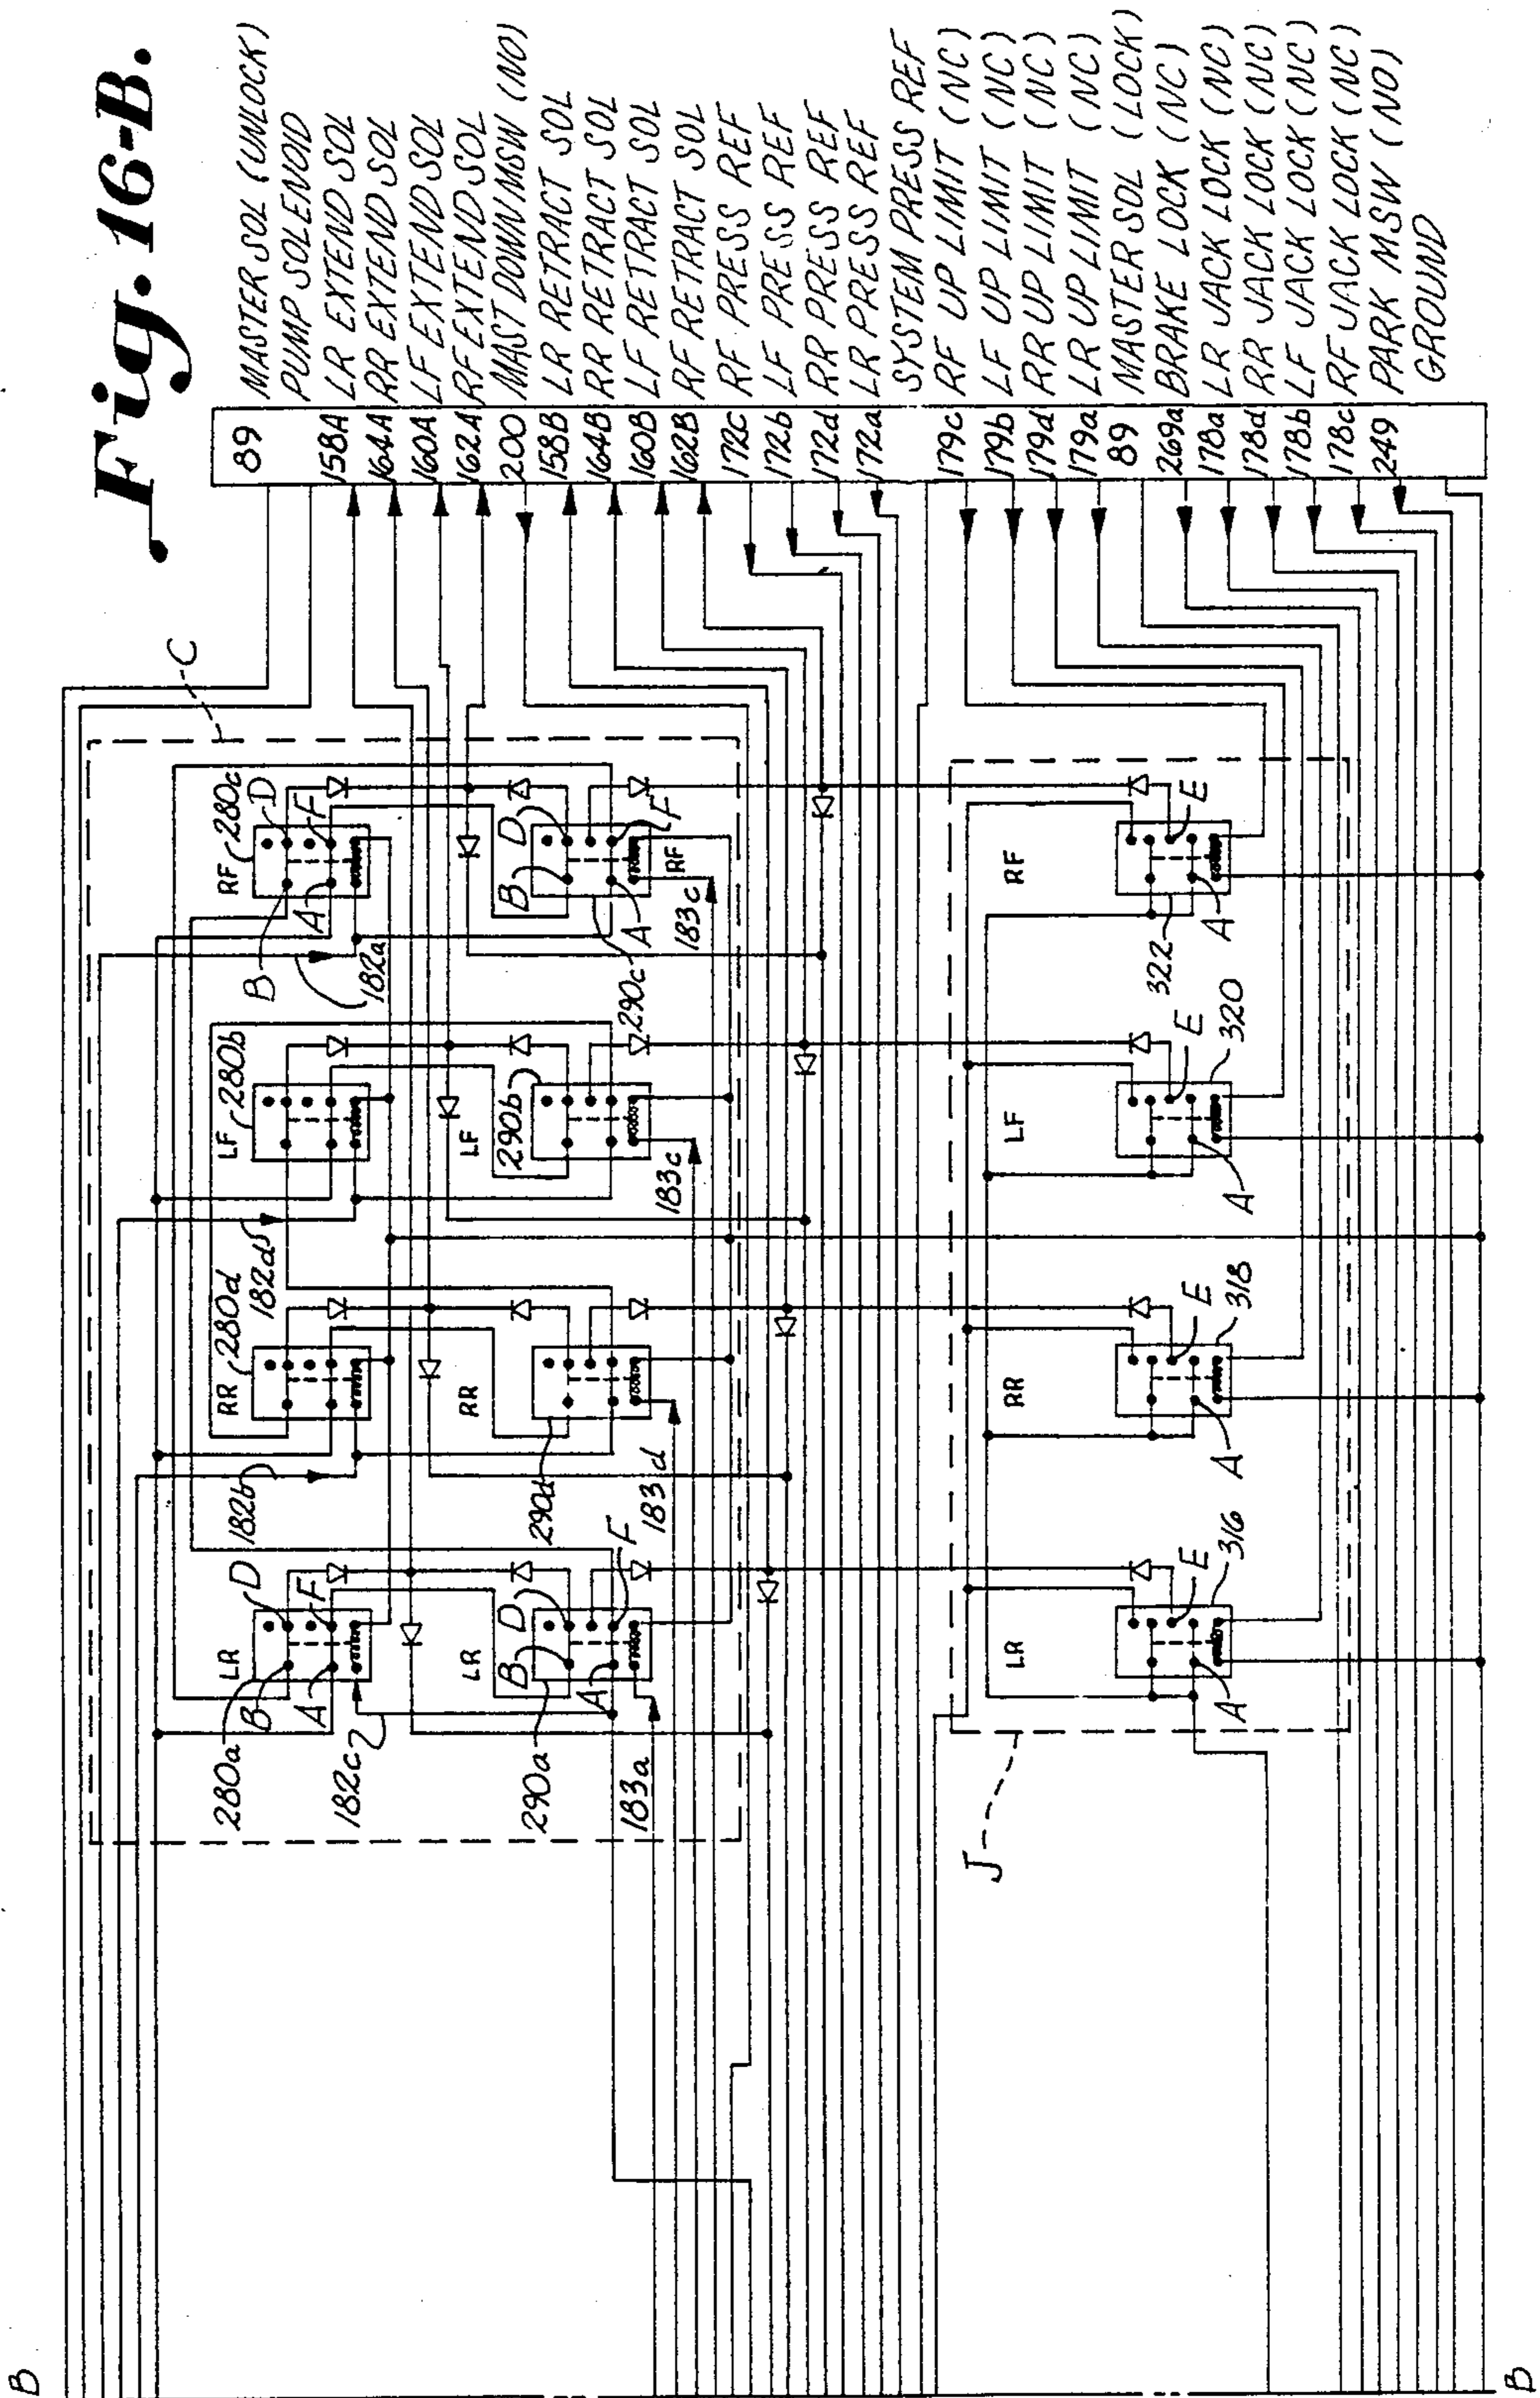 Fig. 16-B.
89 MASTER SOL (UNLOCK)
PUMP SOLENOID
158A LR EXTEND SOL
164A RR EXTEND SOL
160A LF EXTEND SOL
162A RF EXTEND SOL
200 MAST DOWN MSW (NO)
158B LR RETRACT SOL
164B RR RETRACT SOL
160B LF RETRACT SOL
162B RF RETRACT SOL
172c RF PRESS REF
172b LF PRESS REF
172d RR PRESS REF
172a LR PRESS REF
SYSTEM PRESS REF
179c RF UP LIMIT (NC)
179b LF UP LIMIT (NC)
179d RR UP LIMIT (NC)
179a LR UP LIMIT (NC)
89 MASTER SOL (LOCK)
269a BRAKE LOCK (NC)
178a LR JACK LOCK (NC)
178d RR JACK LOCK (NC)
178b LF JACK LOCK (NC)
178c RF JACK LOCK (NC)
249 PARK MSW (NO)
GROUND
C
RF 280c
D
F
B
A
182a
D
F
B
A
RF
290c
183c
LF 280b
182d
LF
290b
183c
RR 280d
182b
RR
290d
183d
LR
D
F
B
A
280a
182c
LR
D
F
B
A
290a
183a
RF
E
A
322
LF
E
A
320
RR
E
A
318
LR
E
A
316
J
B
B